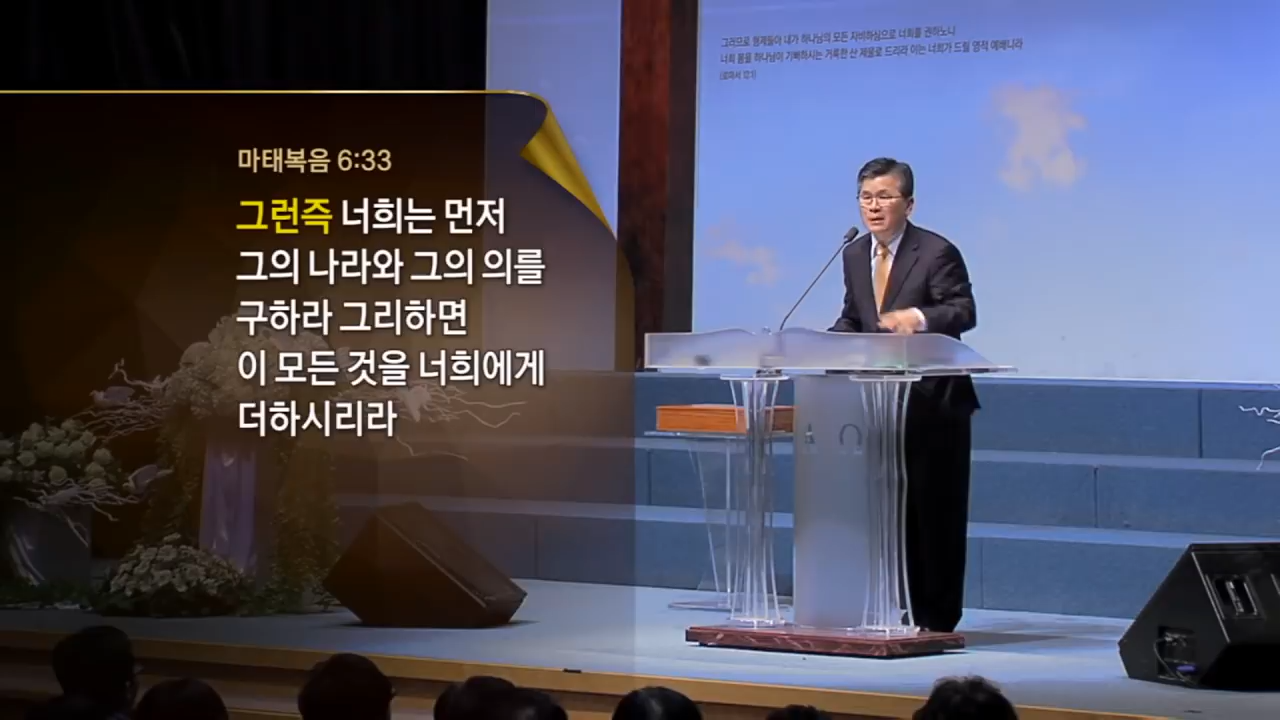 그러므로 형제들아 내가 하나님의 모든 자비하심으로 너희를 권하노니
너희 몸을 하나님이 기뻐하시는 거룩한 산 제물로 드리라 이는 너희가 드릴 영적 예배니라
(로마서 12:1)
마태복음 6:33
그런즉 너희는 먼저
그의 나라와 그의 의를
구하라 그리하면
이 모든 것을 너희에게
더하시리라